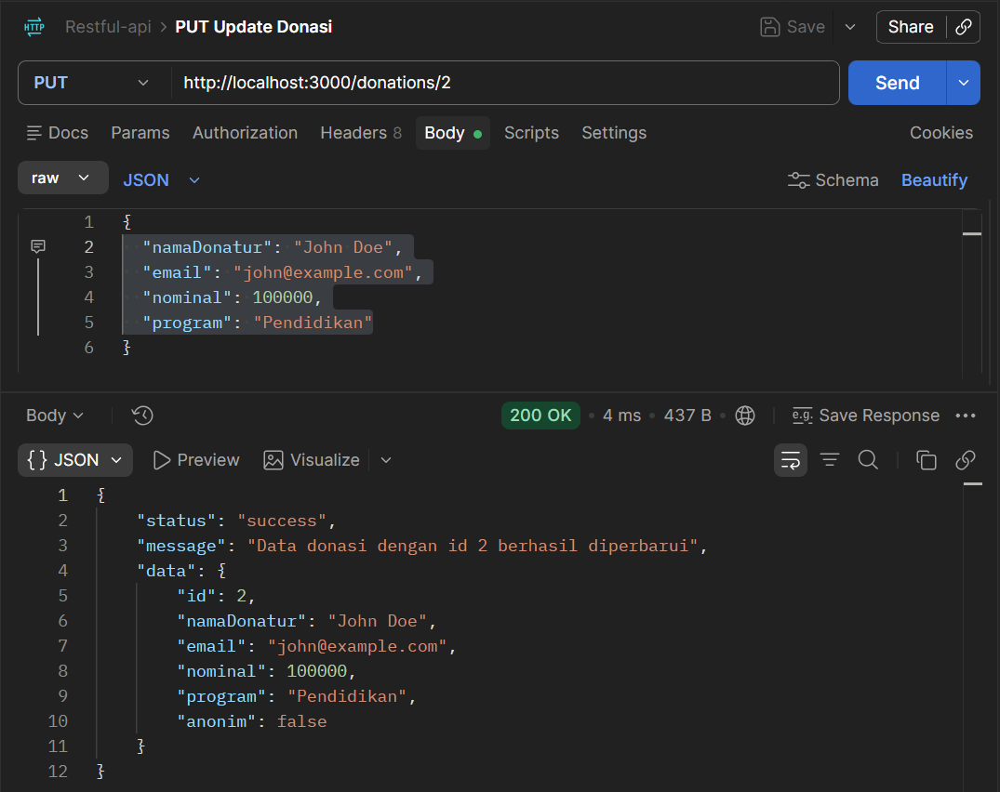 HTTP Restful-api > PUT Update Donasi Save Share
PUT http://localhost:3000/donations/2 Send
Docs Params Authorization Headers 8 Body Scripts Settings Cookies
raw JSON Schema Beautify
1 {
2 "namaDonatur": "John Doe",
3 "email": "john@example.com",
4 "nominal": 100000,
5 "program": "Pendidikan"
6 }
Body 200 OK • 4 ms • 437 B • e.g. Save Response
{} JSON Preview Visualize
1 {
2 "status": "success",
3 "message": "Data donasi dengan id 2 berhasil diperbarui",
4 "data": {
5 "id": 2,
6 "namaDonatur": "John Doe",
7 "email": "john@example.com",
8 "nominal": 100000,
9 "program": "Pendidikan",
10 "anonim": false
11 }
12 }